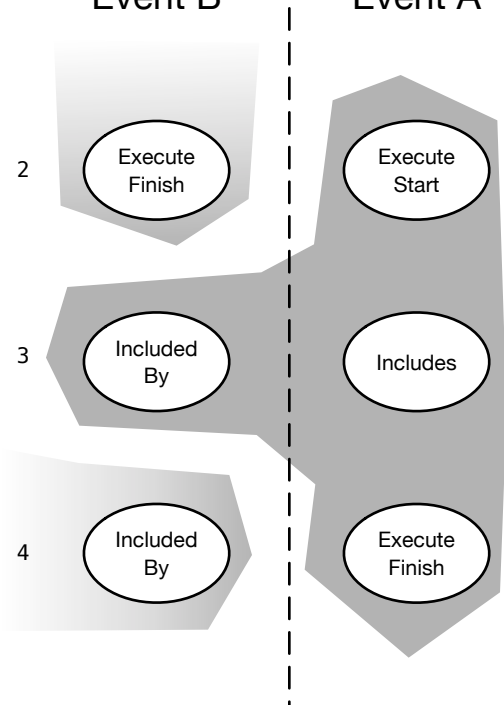 Event B Event A
2 Execute Finish Execute Start
3 Included By Includes
4 Included By Execute Finish